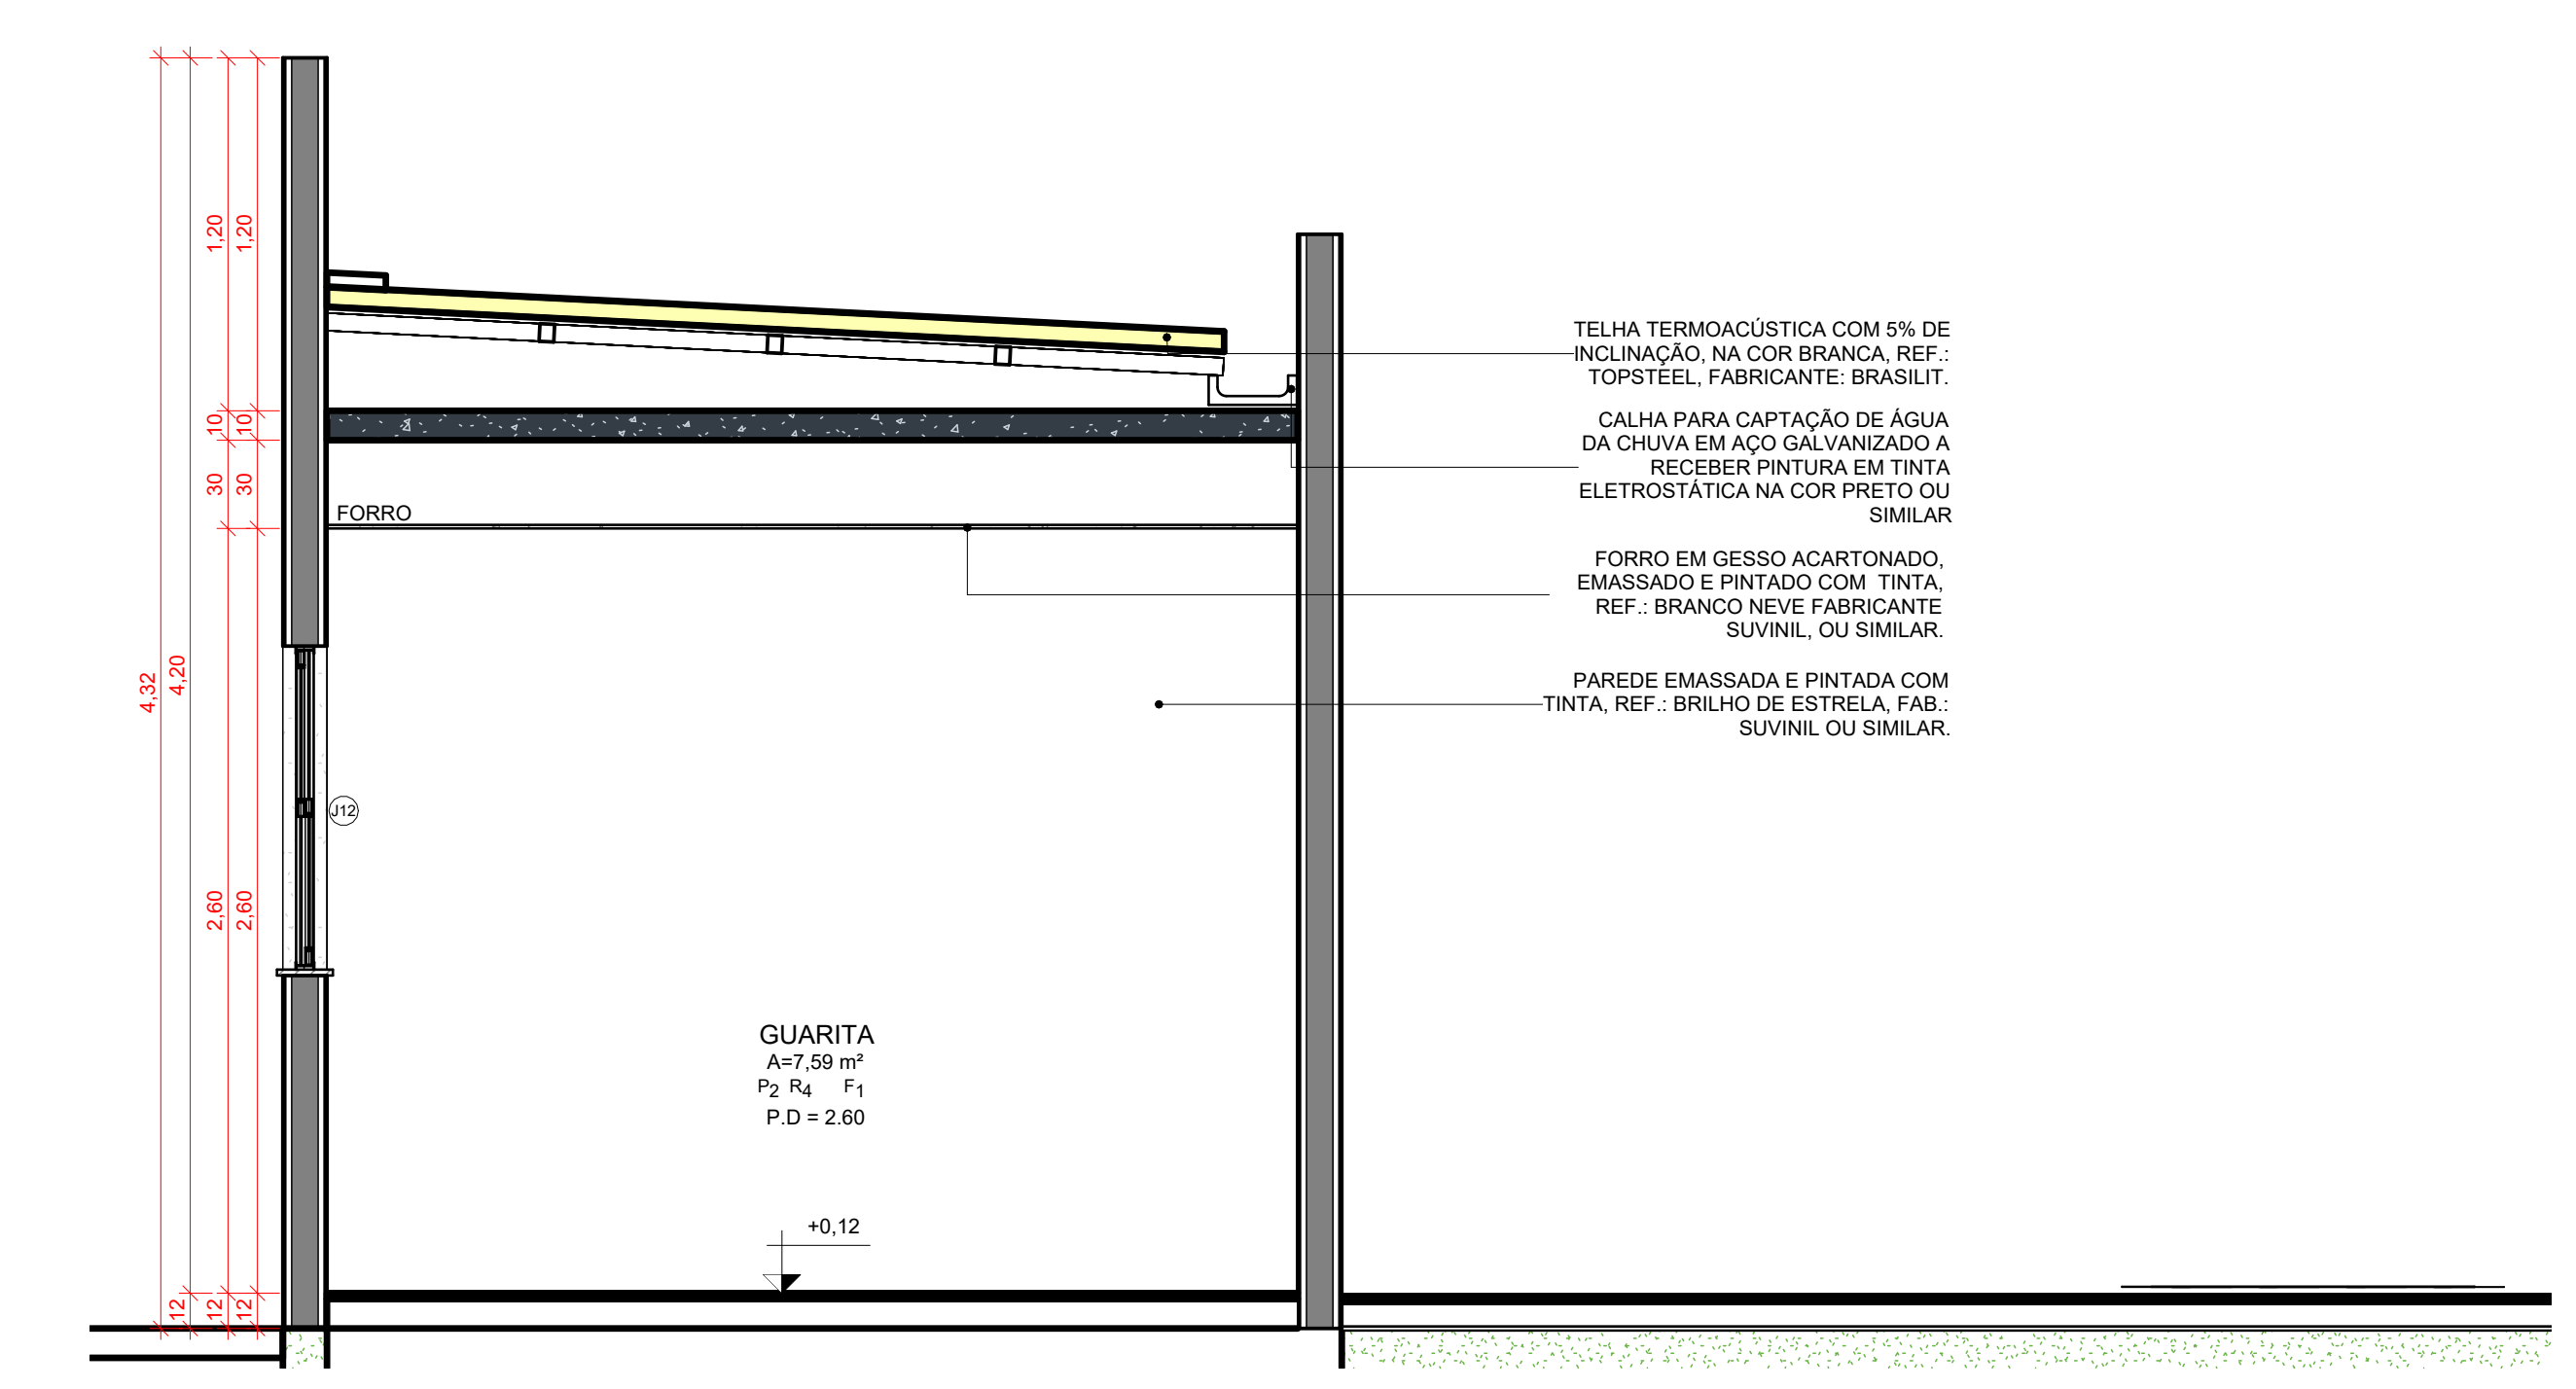 1,20
1,20
TELHA TERMOACÚSTICA COM 5% DE
INCLINAÇÃO, NA COR BRANCA, REF.:
TOPSTEEL, FABRICANTE: BRASILIT.
10
10
CALHA PARA CAPTAÇÃO DE ÁGUA
DA CHUVA EM AÇO GALVANIZADO A
RECEBER PINTURA EM TINTA
ELETROSTÁTICA NA COR PRETO OU
SIMILAR
30
30
FORRO
FORRO EM GESSO ACARTONADO,
EMASSADO E PINTADO COM TINTA,
REF.: BRANCO NEVE FABRICANTE
SUVINIL, OU SIMILAR.
4,32
4,20
PAREDE EMASSADA E PINTADA COM
TINTA, REF.: BRILHO DE ESTRELA, FAB.:
SUVINIL OU SIMILAR.
J12
2,60
2,60
GUARITA
A=7,59 m²
P2 R4 F1
P.D = 2.60
+0,12
12
12
12